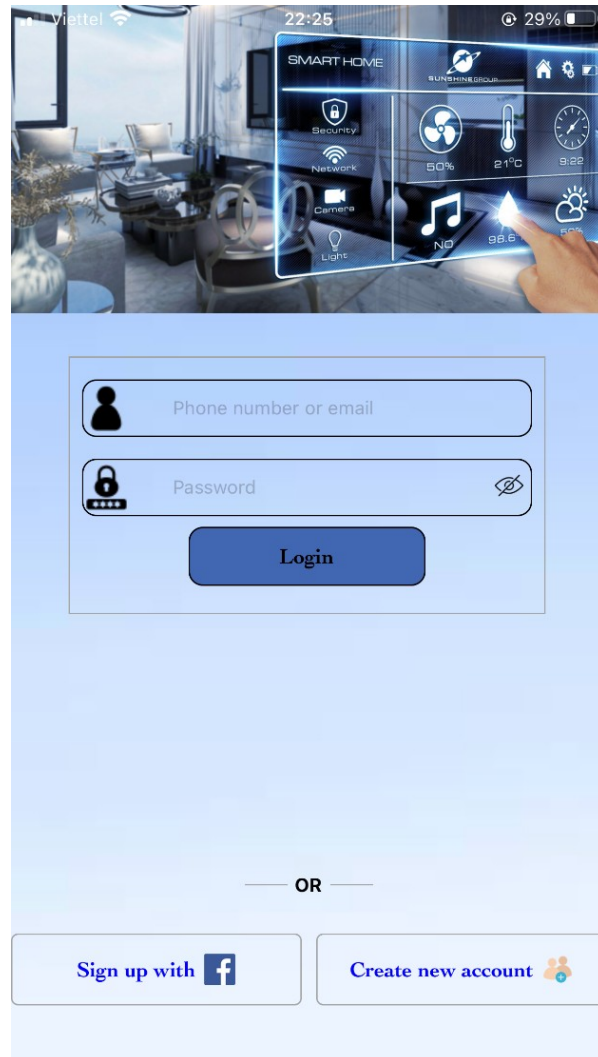 Viettel 22:25 29%
SMART HOME
SUNSHINE GROUP
Security
Network
Camera
Light
50% 21°C 9:22
NO 98.6 50%
Phone number or email
Password
Login
OR
Sign up with f
Create new account